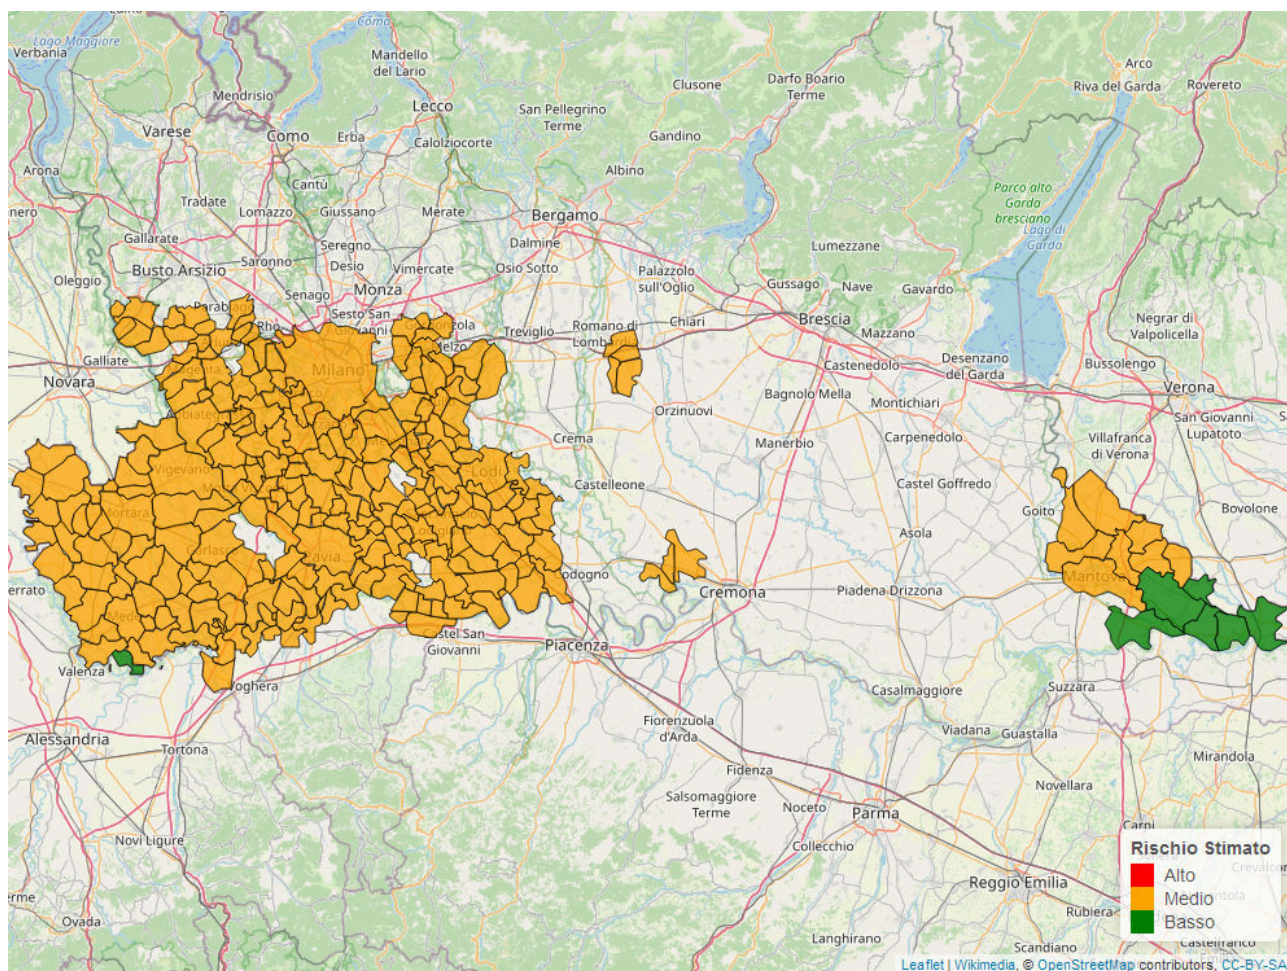 Lago Maggiore
Verbania
Como
Mandello
del Lario
Clusone
Darfo Boario
Terme
Arco
Riva del Garda
Rovereto
Mendrisio
Lecco
San Pellegrino
Terme
Varese
Como
Erba
Calolziocorte
Gandino
Arona
Albino
Cantù
Parco alto
Garda
bresciano
Lago di
Garda
Tradate
Lomazzo
Giussano
Merate
Bergamo
Gallarate
Seregno
Dalmine
Lumezzane
Saronno
Desio
Vimercate
Osio Sotto
Palazzolo
sull'Oglio
Oleggio
Busto Arsizio
Gussago
Nave
Gavardo
Senago
Monza
Parabiago
Sesto San
Giovanni
Rho
Treviglio
Romano di
Chiari
Brescia
Mazzano
Negrar di
Valpolicella
Galliate
Melzo
Castenedolo
Desenzano
del Garda
Bussolengo
Novara
Magenta
Milano
Bagnolo Mella
Montichiari
Verona
Orzinuovi
San Giovanni
Lupatoto
Crema
Manerbio
Carpenedolo
Villafranca
di Verona
Vigevano
Lodi
Castelleone
Castel Goffredo
Goito
Bovolone
Mortara
Asola
Garlasco
Pavia
Codogno
Mantova
Cremona
Piadena Drizzona
Mede
Castel San
Giovanni
Piacenza
Valenza
Voghera
Casalmaggiore
Suzzara
Fiorenzuola
d'Arda
Viadana
Guastalla
Alessandria
Tortona
Mirandola
Fidenza
Novellara
Salsomaggiore
Terme
Noceto
Parma
Carpi
Novi Ligure
Collecchio
Rischio Stimato
Alto
Medio
Basso
Reggio Emilia
Rubiera
Ovada
Langhirano
Scandiano
Castelfranco
Leaflet | Wikimedia, © OpenStreetMap contributors, CC-BY-SA